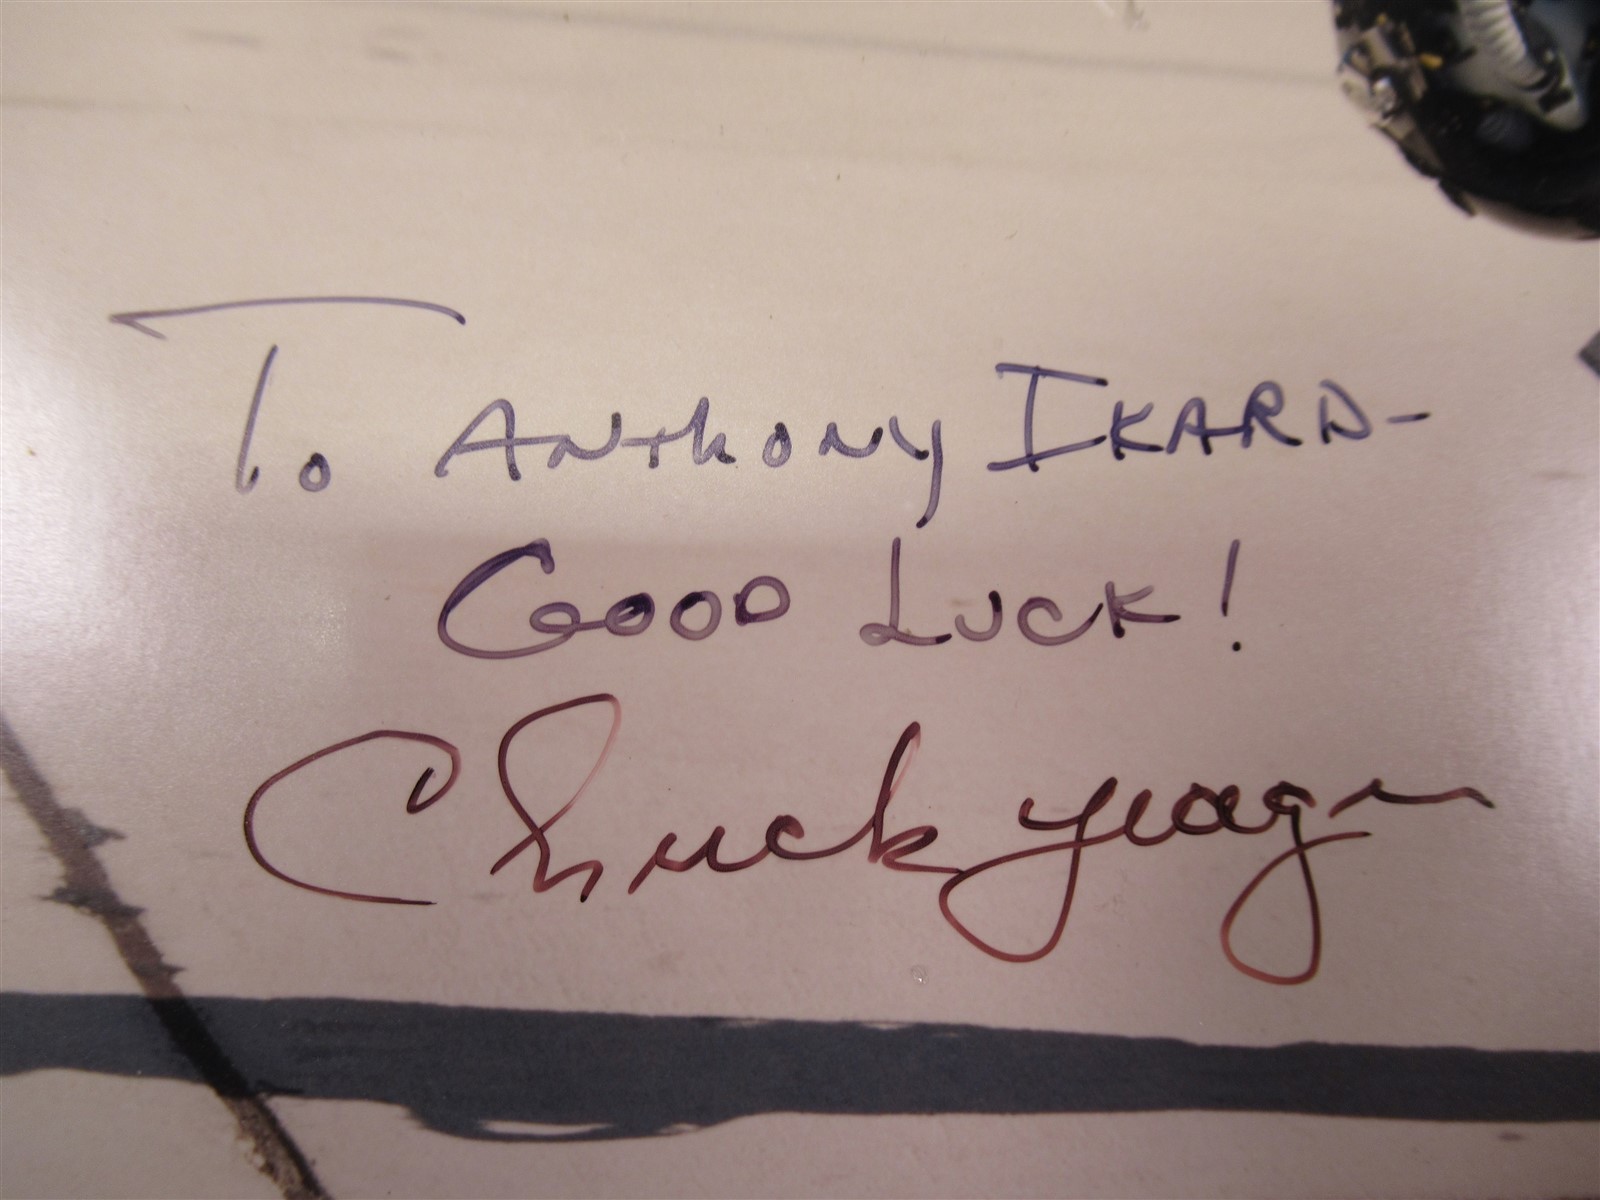 To Anthony IKARD-
GOOD LUCK!
Chuck Yeager